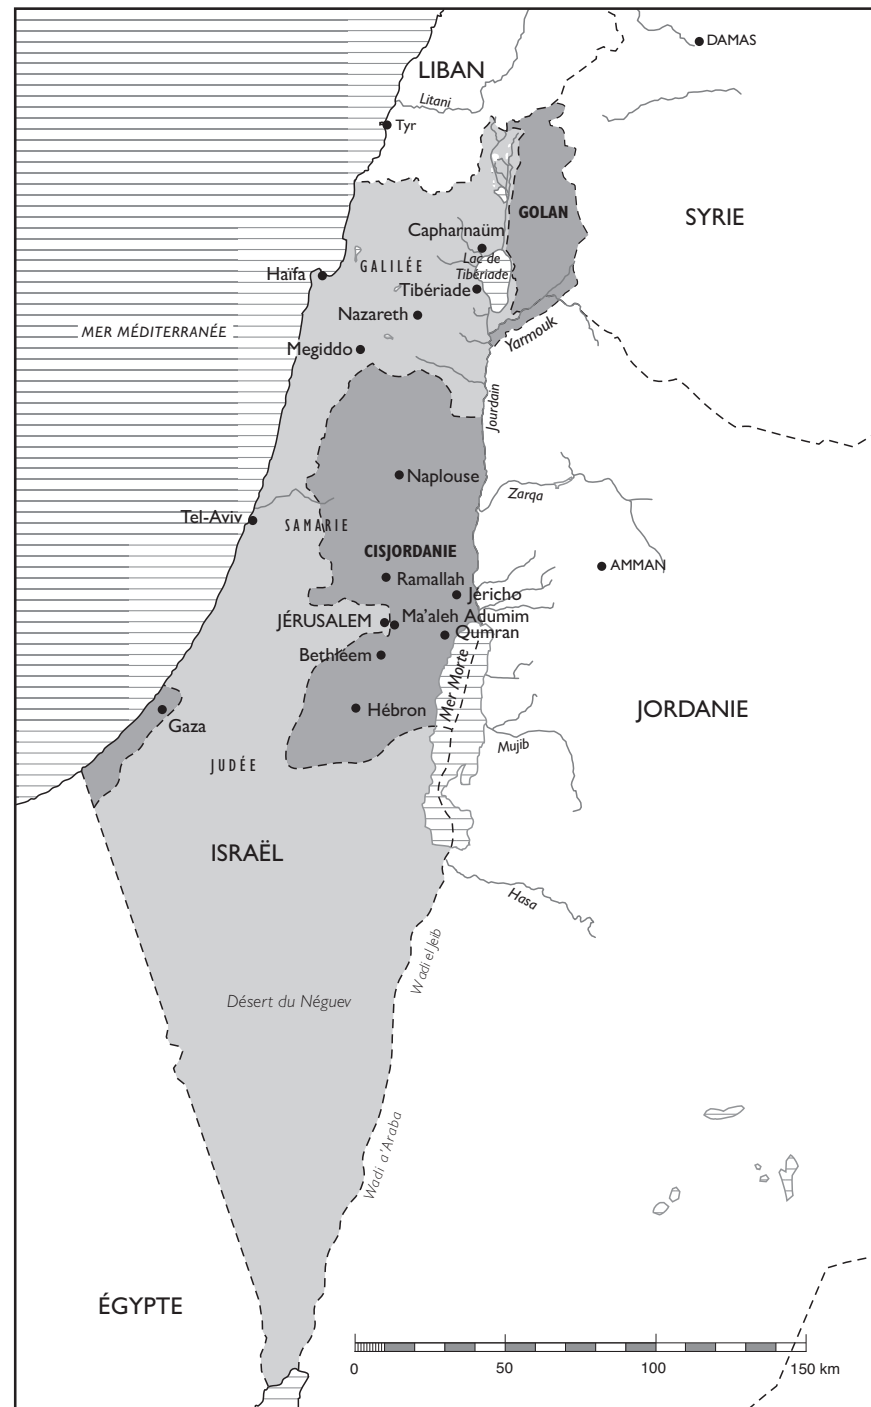 DAMAS
LIBAN
Litani
Tyr
GOLAN
SYRIE
Capharnaüm
Lac de
Tibériade
GALILÉE
Haïfa
Tibériade
Nazareth
MER MÉDITERRANÉE
Yarmouk
Megiddo
Jourdain
Naplouse
Zarqa
Tel-Aviv
SAMARIE
CISJORDANIE
AMMAN
Ramallah
Jéricho
JÉRUSALEM
Ma'aleh Adumim
Qumran
Bethléem
Mer Morte
Hébron
JORDANIE
Gaza
Mujib
JUDÉE
ISRAËL
Hasa
Wadi el Jeib
Désert du Néguev
Wadi a'Araba
ÉGYPTE
0 50 100 150 km